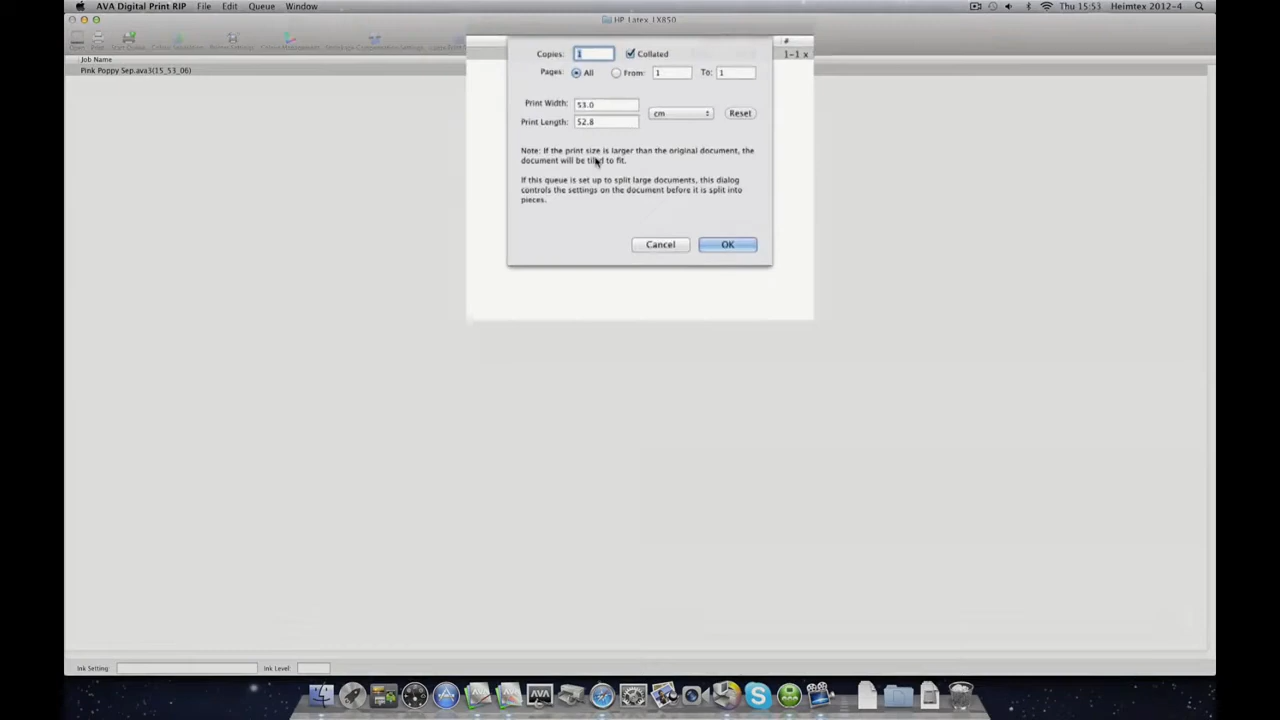 AVA Digital Print RIP File Edit Queue Window Thu 15:53 Heimtex 2012-4
HP Latex LX850
Job Name
Pink Poppy Sep.ava3(15_53_06)
#
1-1 x
Copies: 1 Collated
Pages: All From: 1 To: 1
Print Width: 53.0
cm Reset
Print Length: 52.8
Note: If the print size is larger than the original document, the
document will be tiled to fit.
If this queue is set up to split large documents, this dialog
controls the settings on the document before it is split into
pieces.
Cancel OK
Ink Setting: Ink Level:
AVA